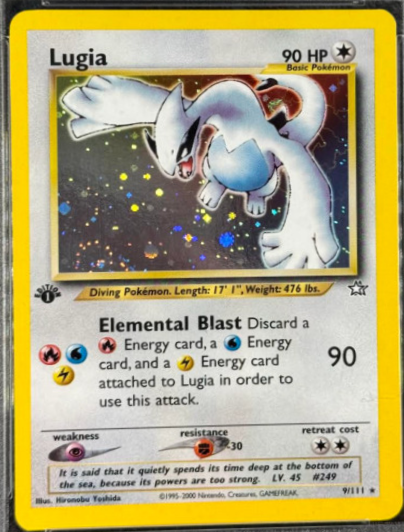 Lugia
90 HP
Basic Pokémon
EDITION
1
Diving Pokémon. Length: 17' 1", Weight: 476 lbs.
Elemental Blast Discard a
Energy card, a Energy
card, and a Energy card
attached to Lugia in order to
use this attack.
90
weakness
resistance
retreat cost
-30
It is said that it quietly spends its time deep at the bottom of
the sea, because its powers are too strong. LV. 45 #249
Illus. Hironobu Yoshida
©1995-2000 Nintendo, Creatures, GAMEFREAK.
9/111 ★